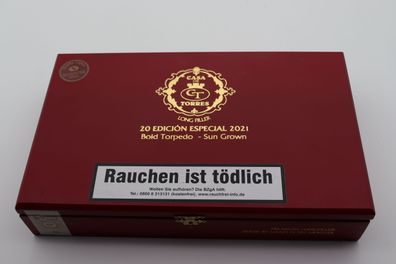 CASA
CT
TORRES
LONG FILLER
20 EDICIÓN ESPECIAL 2021
Bold Torpedo - Sun Grown
Rauchen ist tödlich
Wollen Sie aufhören? Die BZgA hilft:
Tel.: 0800 8 313131 (kostenfrei) www.rauchfrei-info.de